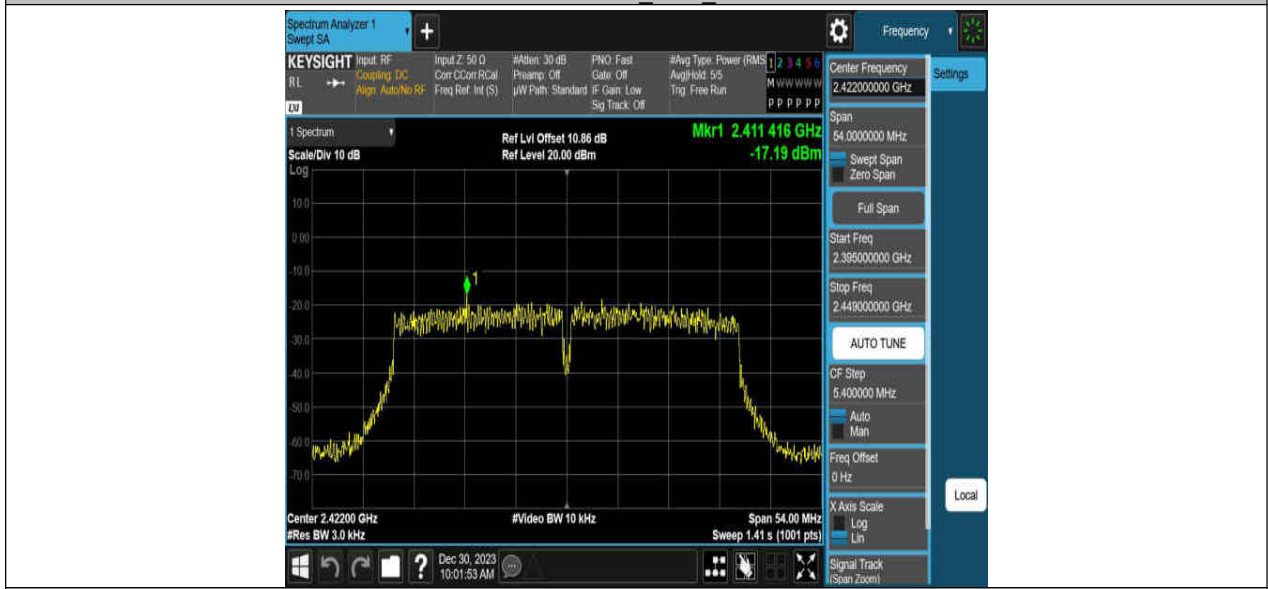 Spectrum Analyzer 1
Swept SA
+
Frequency
KEYSIGHT
RL
LXI
Input: RF
Coupling: DC
Align: Auto/No RF
Input Z: 50 Ω
Corr CCorr RCal
Freq Ref: Int (S)
#Atten: 30 dB
Preamp: Off
µW Path: Standard
PNO: Fast
Gate: Off
IF Gain: Low
Sig Track: Off
#Avg Type: Power (RMS
Avg|Hold: 5/5
Trig: Free Run
1 2 3 4 5 6
M W W W W W
P P P P P P
1 Spectrum
Scale/Div 10 dB
Log
Ref Lvl Offset 10.86 dB
Ref Level 20.00 dBm
Mkr1 2.411 416 GHz
-17.19 dBm
10.0
0.00
-10.0
1
-20.0
-30.0
-40.0
-50.0
-60.0
-70.0
Center 2.42200 GHz
#Res BW 3.0 kHz
#Video BW 10 kHz
Span 54.00 MHz
Sweep 1.41 s (1001 pts)
?
Dec 30, 2023
10:01:53 AM
Center Frequency
2.422000000 GHz
Settings
Span
54.0000000 MHz
Swept Span
Zero Span
Full Span
Start Freq
2.395000000 GHz
Stop Freq
2.449000000 GHz
AUTO TUNE
CF Step
5.400000 MHz
Auto
Man
Freq Offset
0 Hz
X Axis Scale
Log
Lin
Local
Signal Track
(Span Zoom)